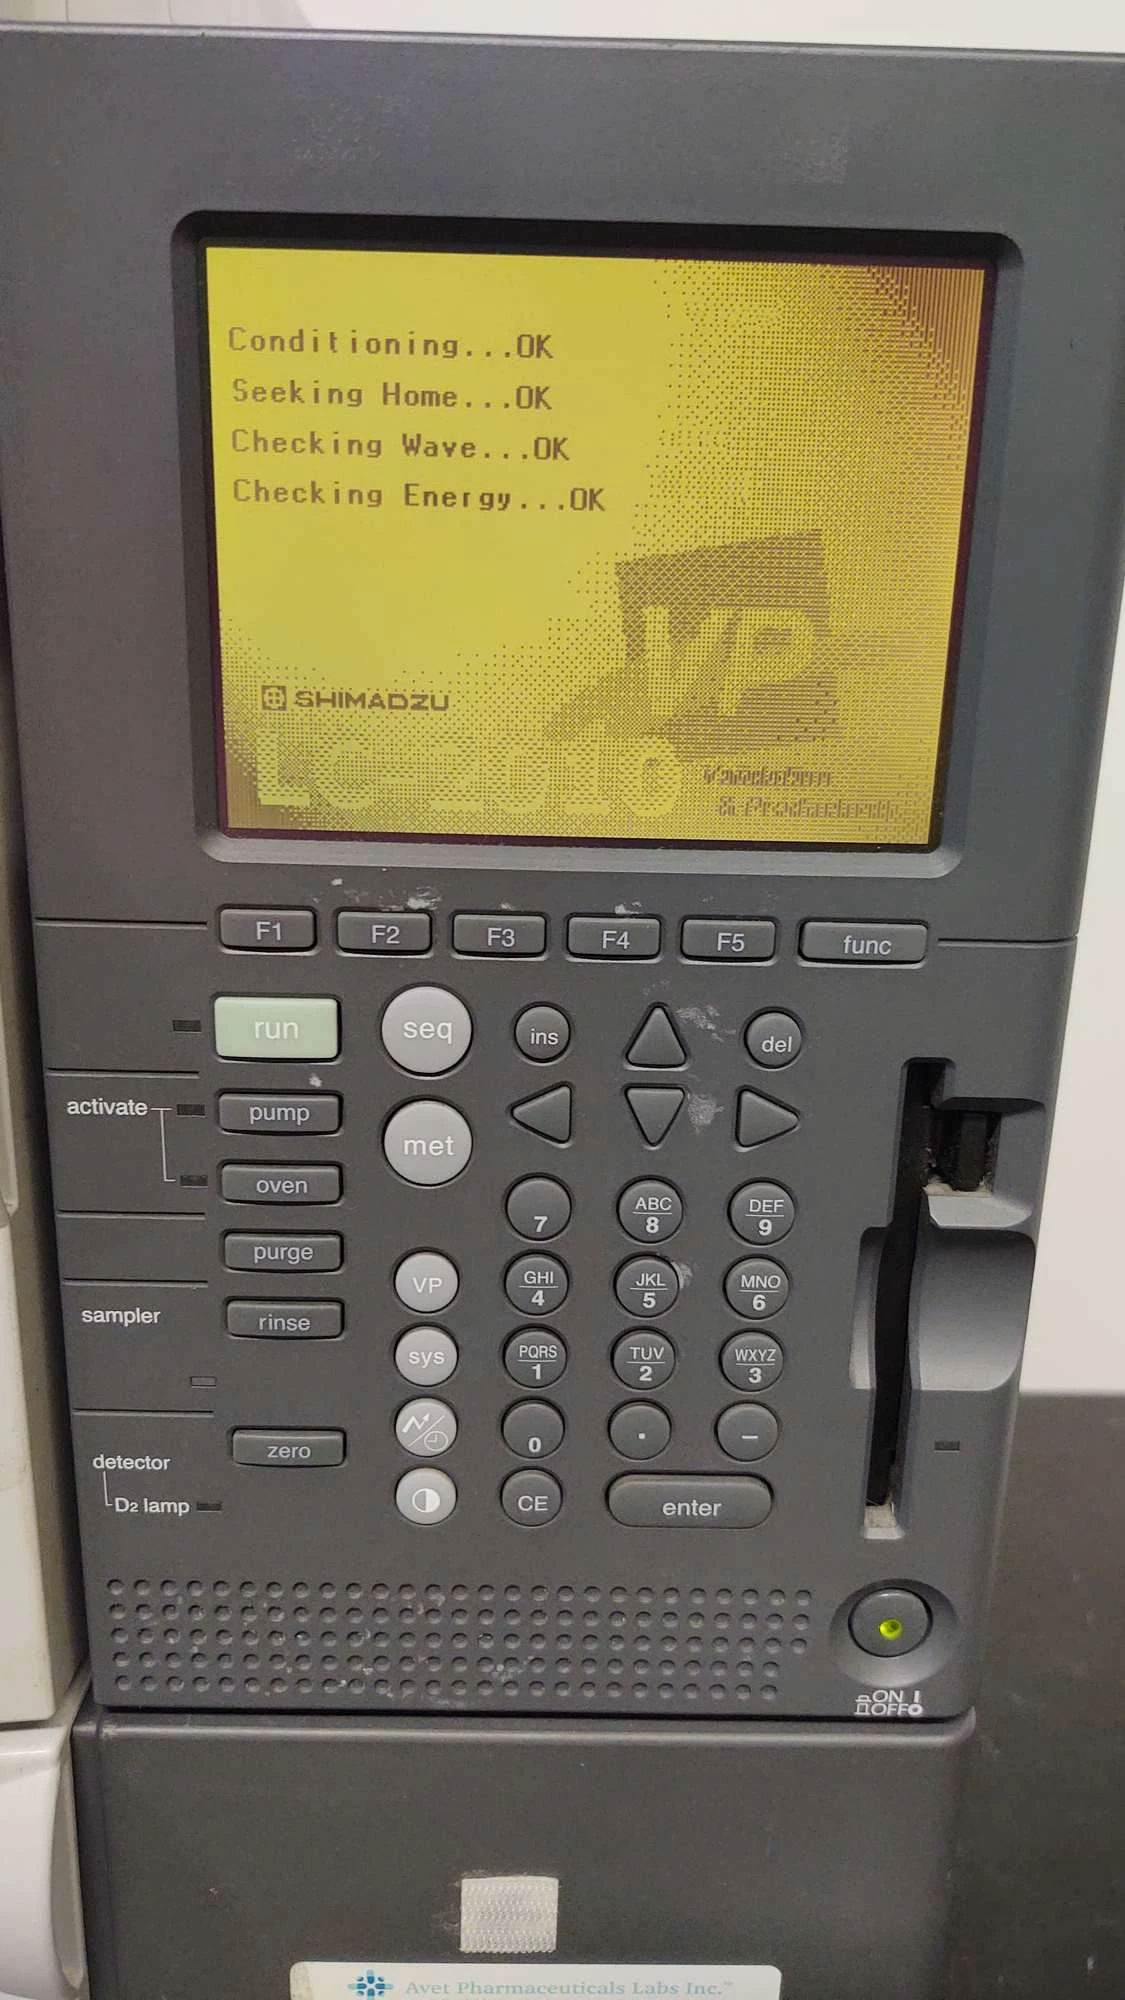 Conditioning...OK
Seeking Home...OK
Checking Wave...OK
Checking Energy...OK
VP
SHIMADZU
LC-2010
F1 F2 F3 F4 F5 func
run seq ins del
activate pump met
oven
7 ABC 8 DEF 9
purge
VP GHI 4 JKL 5 MNO 6
sampler rinse
sys PQRS 1 TUV 2 WXYZ 3
zero 0 . −
detector
D2 lamp CE enter
ON
OFF
Avet Pharmaceuticals Labs Inc.™